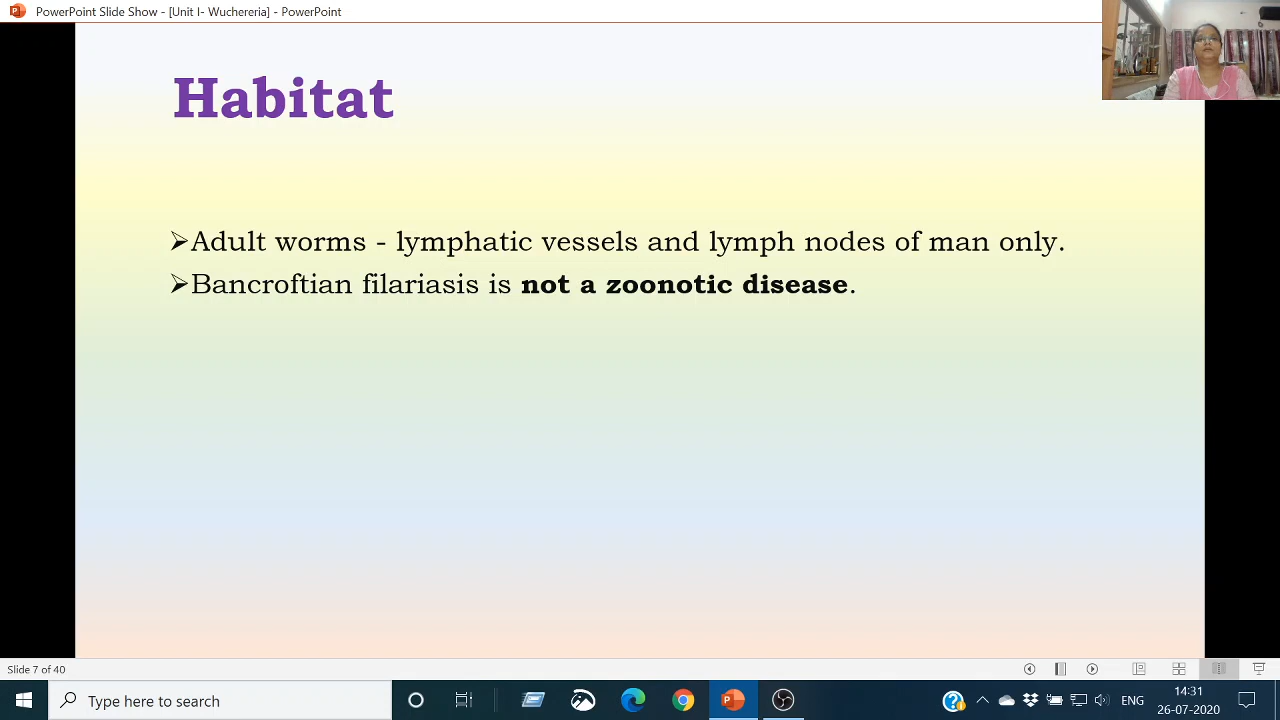 PowerPoint Slide Show - [Unit I- Wuchereria] - PowerPoint
Habitat
➢Adult worms - lymphatic vessels and lymph nodes of man only.
➢Bancroftian filariasis is not a zoonotic disease.
Slide 7 of 40
Type here to search
ENG
14:31
26-07-2020